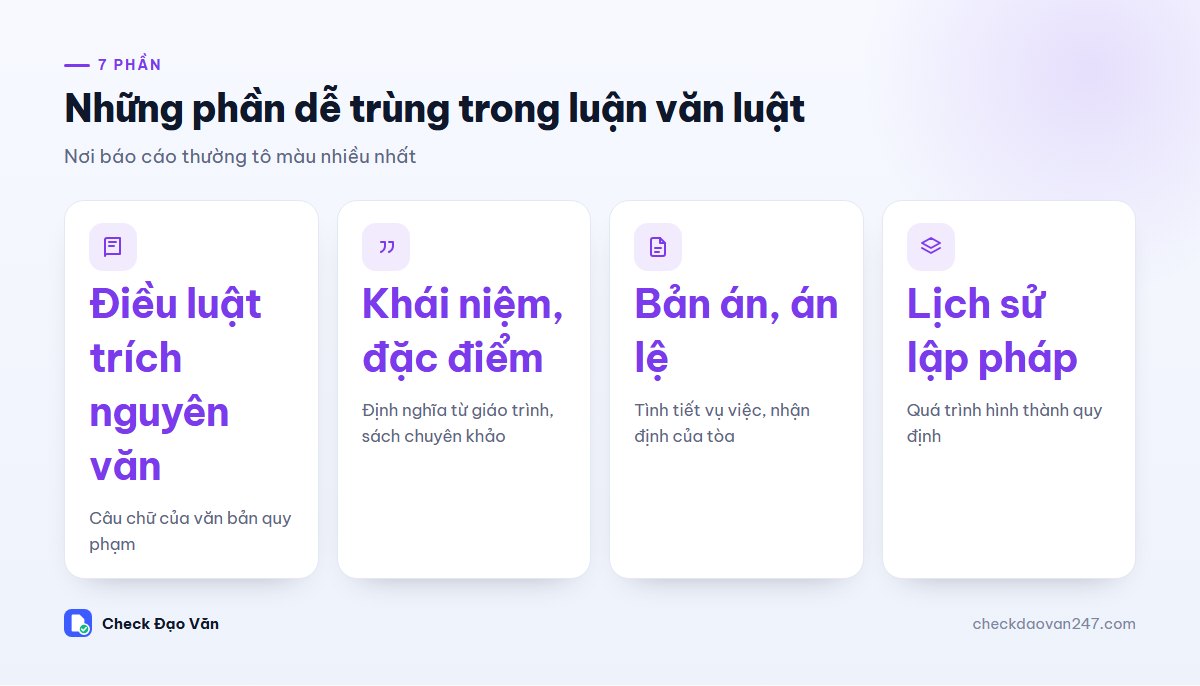 7 PHẦN
Những phần dễ trùng trong luận văn luật
Nơi báo cáo thường tô màu nhiều nhất
Điều luật
trích
nguyên
văn
Câu chữ của văn bản quy
phạm
Khái niệm,
đặc điểm
Định nghĩa từ giáo trình,
sách chuyên khảo
Bản án, án
lệ
Tình tiết vụ việc, nhận
định của tòa
Lịch sử
lập pháp
Quá trình hình thành quy
định
Check Đạo Văn
checkdaovan247.com